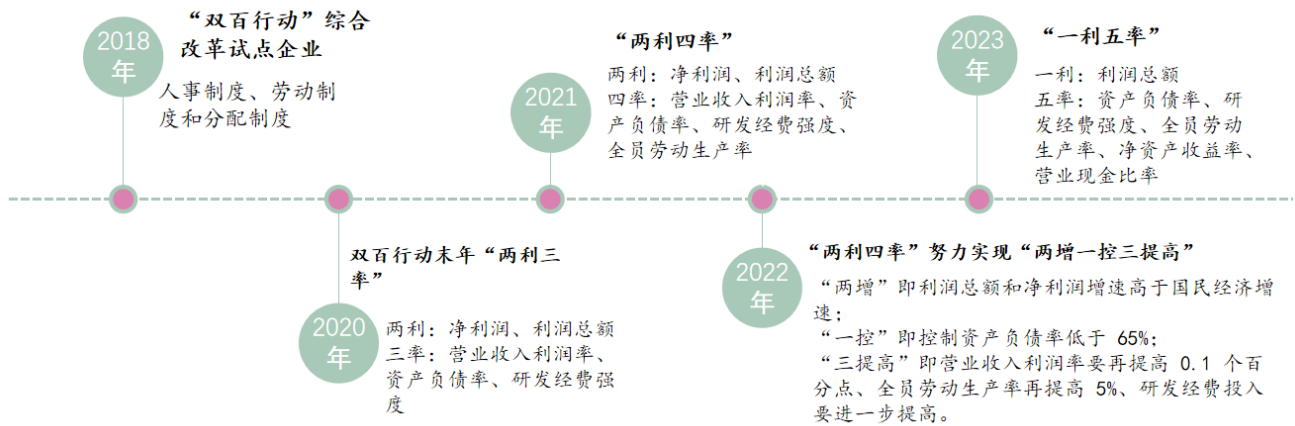 2018
年
“双百行动”综合
改革试点企业
人事制度、劳动制
度和分配制度
双百行动末年“两利三
率”
2020
年
两利：净利润、利润总额
三率：营业收入利润率、
资产负债率、研发经费强
度
2021
年
“两利四率”
两利：净利润、利润总额
四率：营业收入利润率、资
产负债率、研发经费强度、
全员劳动生产率
2022
年
“两利四率”努力实现“两增一控三提高”
“两增”即利润总额和净利润增速高于国民经济增
速；
“一控”即控制资产负债率低于 65%；
“三提高”即营业收入利润率要再提高 0.1 个百
分点、全员劳动生产率再提高 5%、研发经费投入
要进一步提高。
2023
年
“一利五率”
一利：利润总额
五率：资产负债率、研
发经费强度、全员劳动
生产率、净资产收益率、
营业现金比率